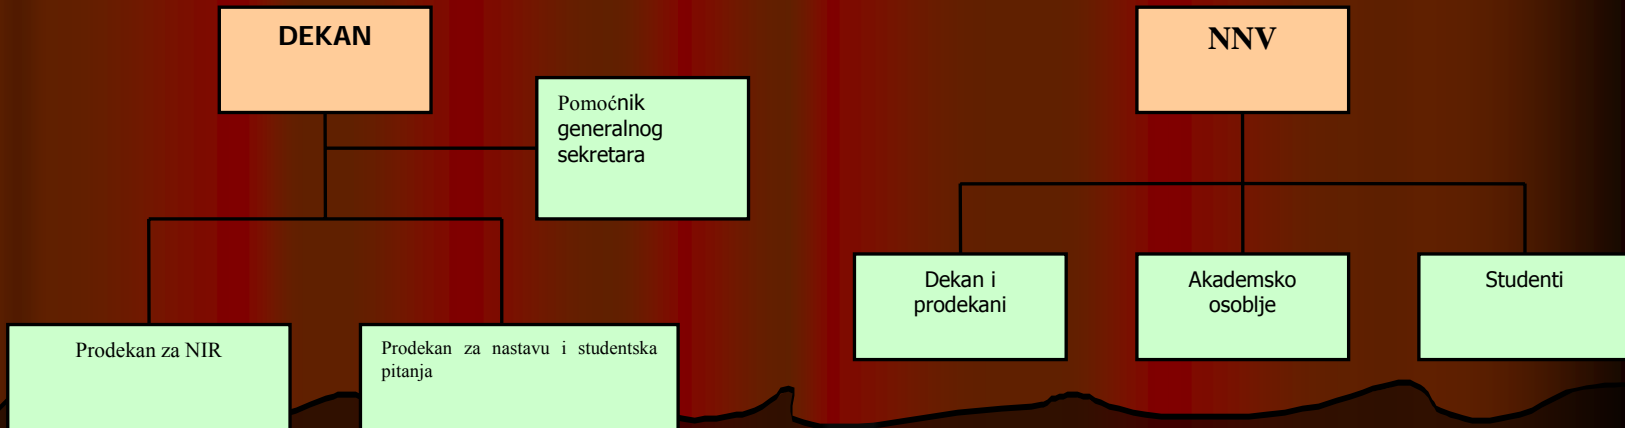 DEKAN
Pomoćnik
generalnog
sekretara
Prodekan za NIR
Prodekan za nastavu i studentska
pitanja
NNV
Dekan i
prodekani
Akademsko
osoblje
Studenti